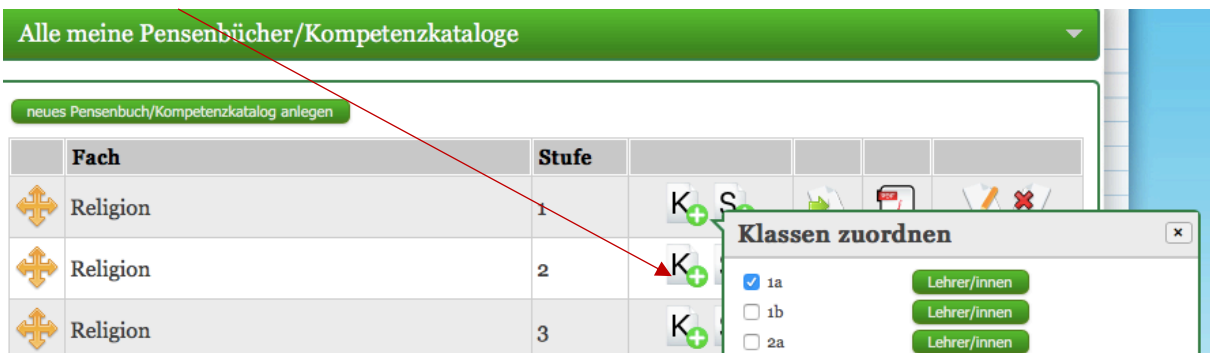 Alle meine Pensenbücher/Kompetenzkataloge
neues Pensenbuch/Kompetenzkatalog anlegen
Fach Stufe
Religion 1 K S PDF
Klassen zuordnen x
Religion 2 K
1a Lehrer/innen
1b Lehrer/innen
Religion 3 K
2a Lehrer/innen